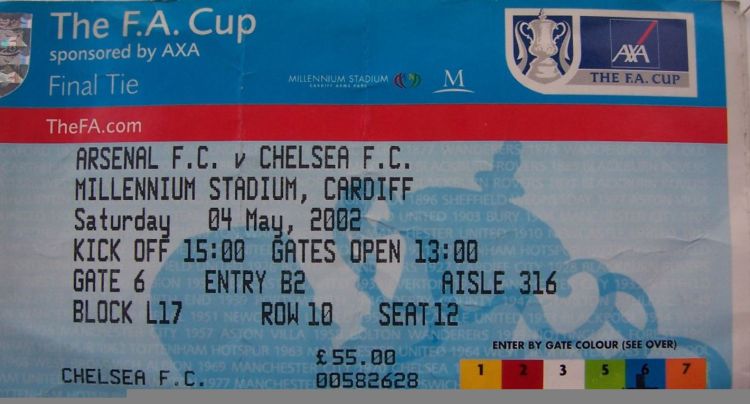 The F.A. Cup
sponsored by AXA
Final Tie
MILLENNIUM STADIUM
CARDIFF ARMS PARK
M
AXA
THE F.A. CUP
TheFA.com
ARSENAL F.C. v CHELSEA F.C.
MILLENNIUM STADIUM, CARDIFF
Saturday 04 May, 2002
KICK OFF 15:00 GATES OPEN 13:00
GATE 6 ENTRY B2 AISLE 316
BLOCK L17 ROW 10 SEAT 12
ENTER BY GATE COLOUR (SEE OVER)
£55.00
1 2 3 5 6 7
CHELSEA F.C. 00582628